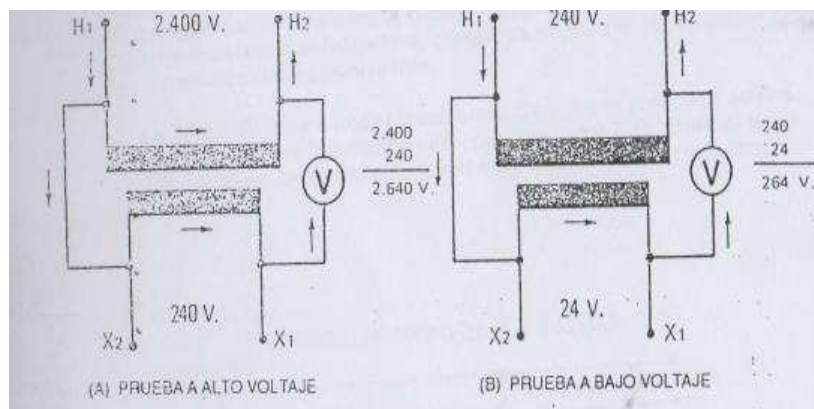 H1 2.400 V. H2
2.400
240
2.640 V.
V
240 V.
X2 X1
(A) PRUEBA A ALTO VOLTAJE
H1 240 V. H2
240
24
264 V.
V
24 V.
X2 X1
(B) PRUEBA A BAJO VOLTAJE